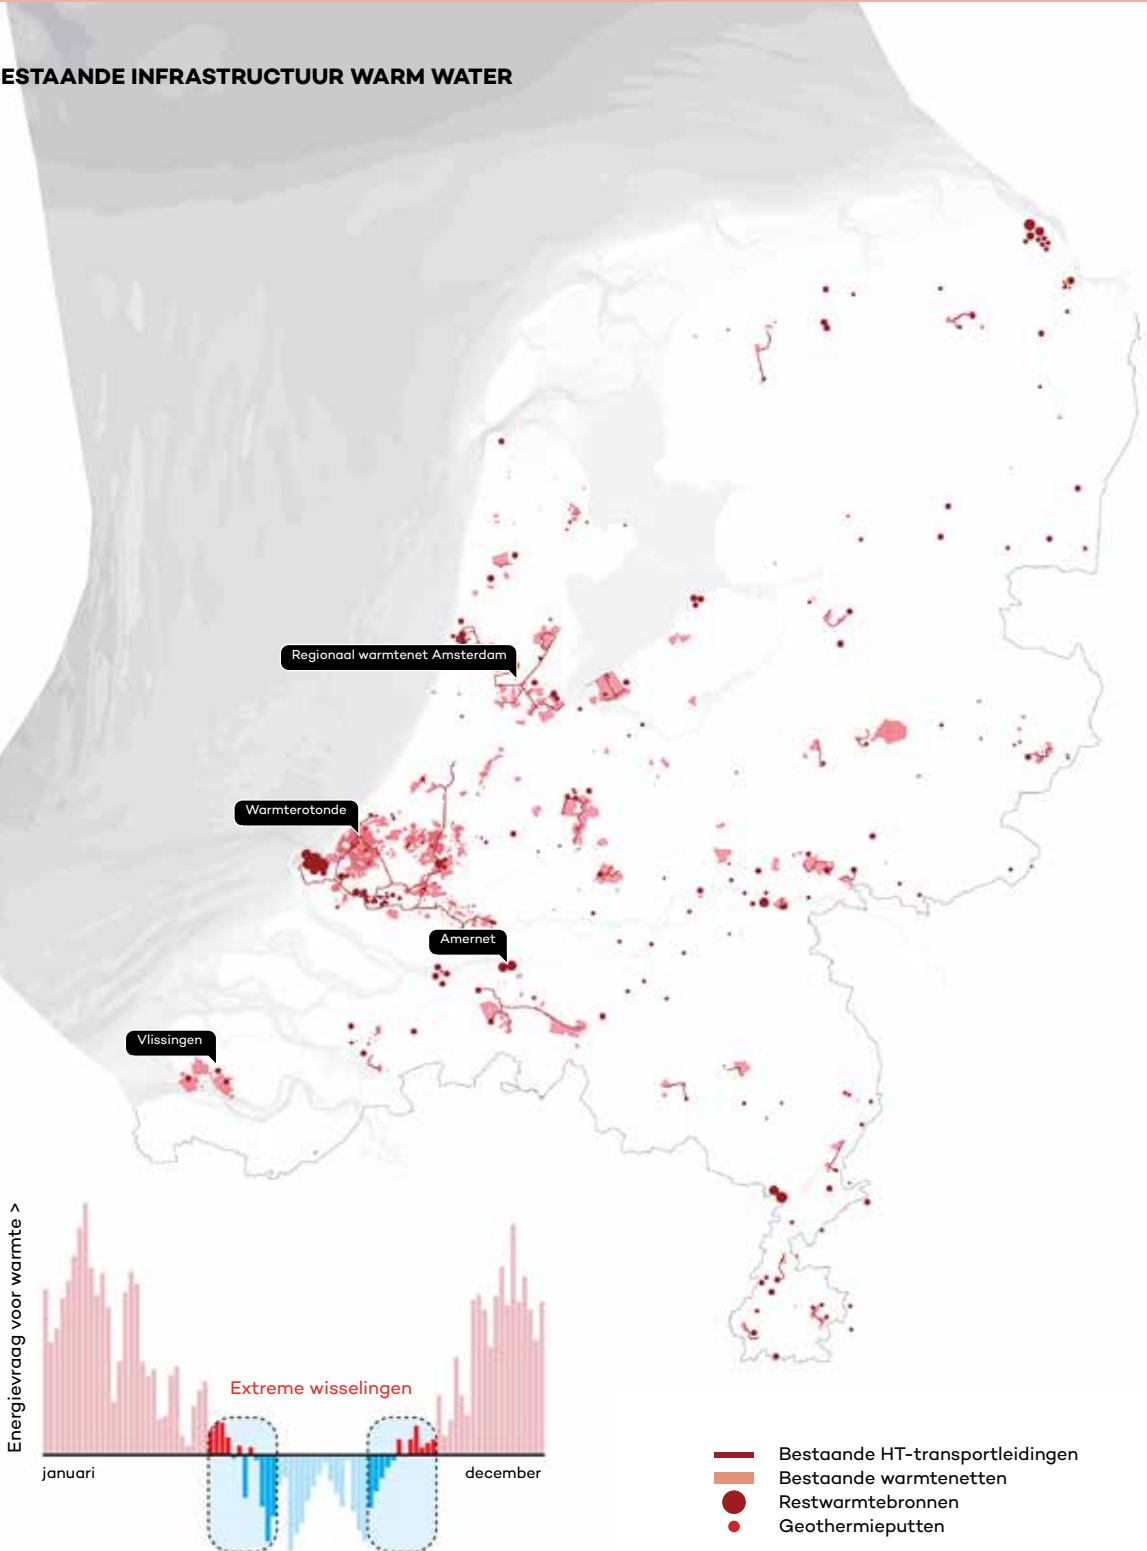 ESTAANDE INFRASTRUCTUUR WARM WATER
Regionaal warmtenet Amsterdam
Warmterotonde
Amernet
Vlissingen
Energievraag voor warmte >
Extreme wisselingen
januari
december
Bestaande HT-transportleidingen
Bestaande warmtenetten
Restwarmtebronnen
Geothermieputten